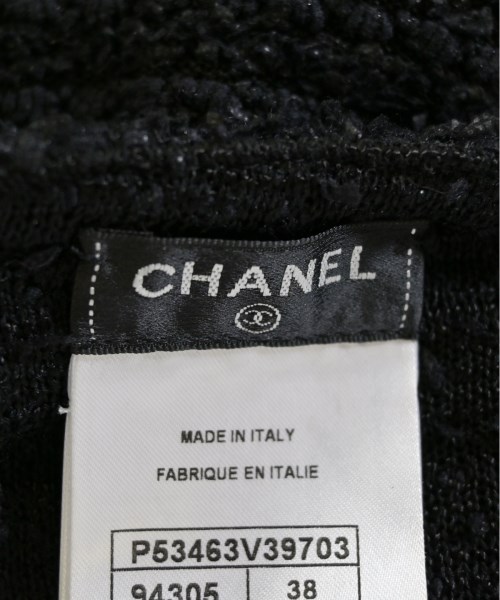 CHANEL
MADE IN ITALY
FABRIQUE EN ITALIE
P53463V39703
94305 38